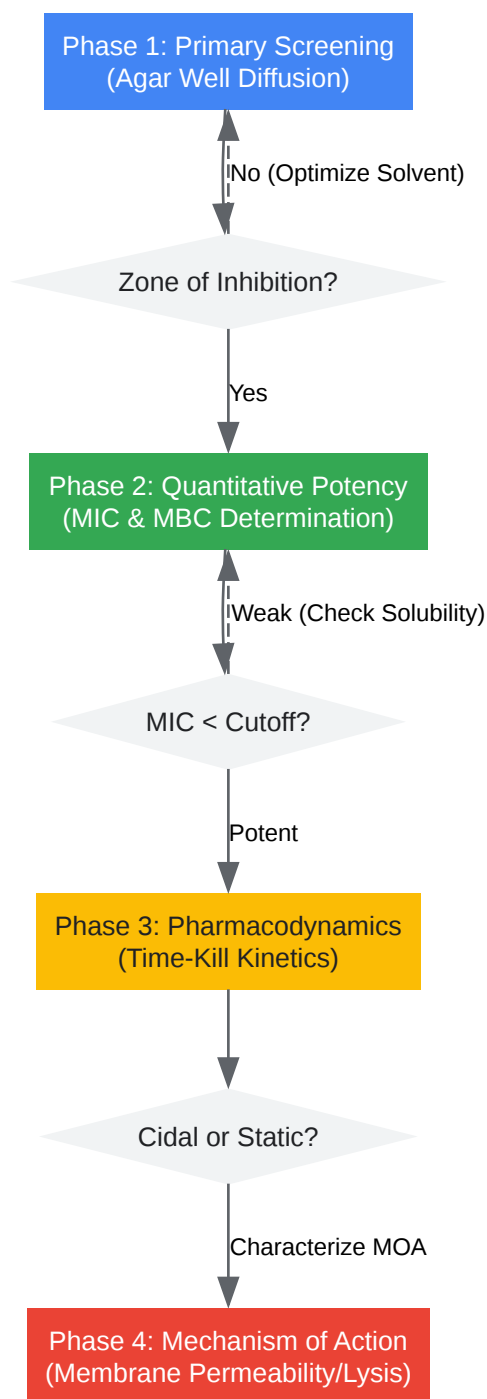 Phase 1: Primary Screening
(Agar Well Diffusion)
No (Optimize Solvent)
Zone of Inhibition?
Yes
Phase 2: Quantitative Potency
(MIC & MBC Determination)
Weak (Check Solubility)
MIC < Cutoff?
Potent
Phase 3: Pharmacodynamics
(Time-Kill Kinetics)
Cidal or Static?
Characterize MOA
Phase 4: Mechanism of Action
(Membrane Permeability/Lysis)